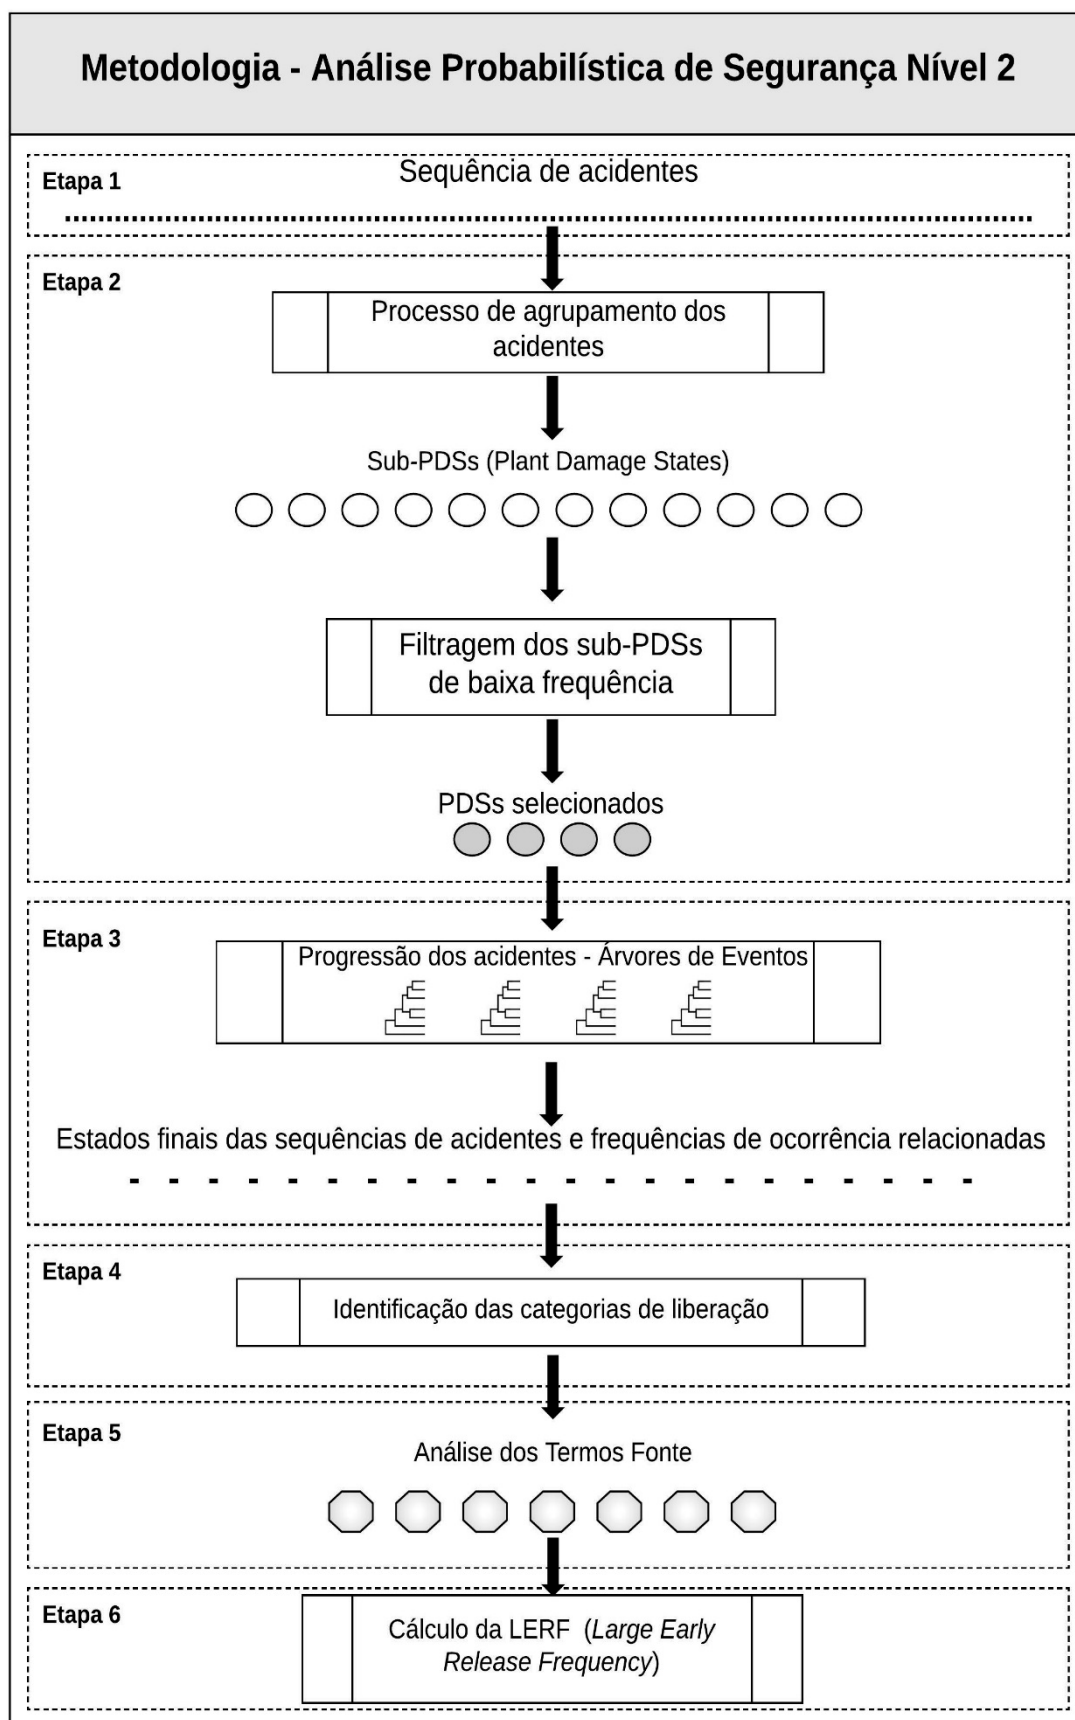 Metodologia - Análise Probabilística de Segurança Nível 2
Etapa 1
Sequência de acidentes
Etapa 2
Processo de agrupamento dos
acidentes
Sub-PDSs (Plant Damage States)
Filtragem dos sub-PDSs
de baixa frequência
PDSs selecionados
Etapa 3
Progressão dos acidentes - Árvores de Eventos
Estados finais das sequências de acidentes e frequências de ocorrência relacionadas
Etapa 4
Identificação das categorias de liberação
Etapa 5
Análise dos Termos Fonte
Etapa 6
Cálculo da LERF (Large Early
Release Frequency)